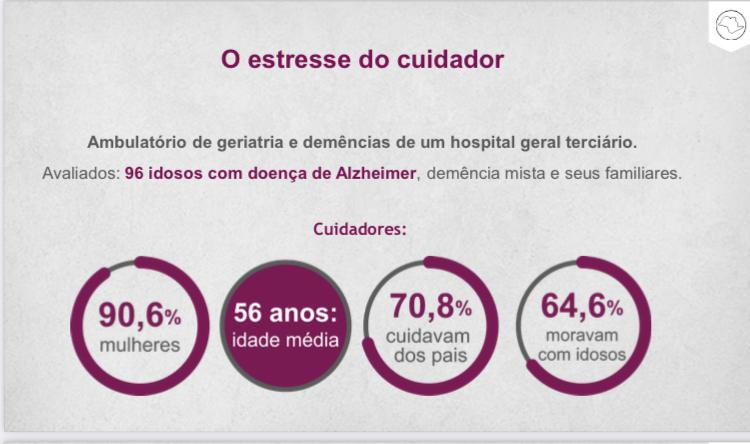 O estresse do cuidador
Ambulatório de geriatria e demências de um hospital geral terciário.
Avaliados: 96 idosos com doença de Alzheimer, demência mista e seus familiares.
Cuidadores:
90,6%
mulheres
56 anos:
idade média
70,8%
cuidavam
dos pais
64,6%
moravam
com idosos